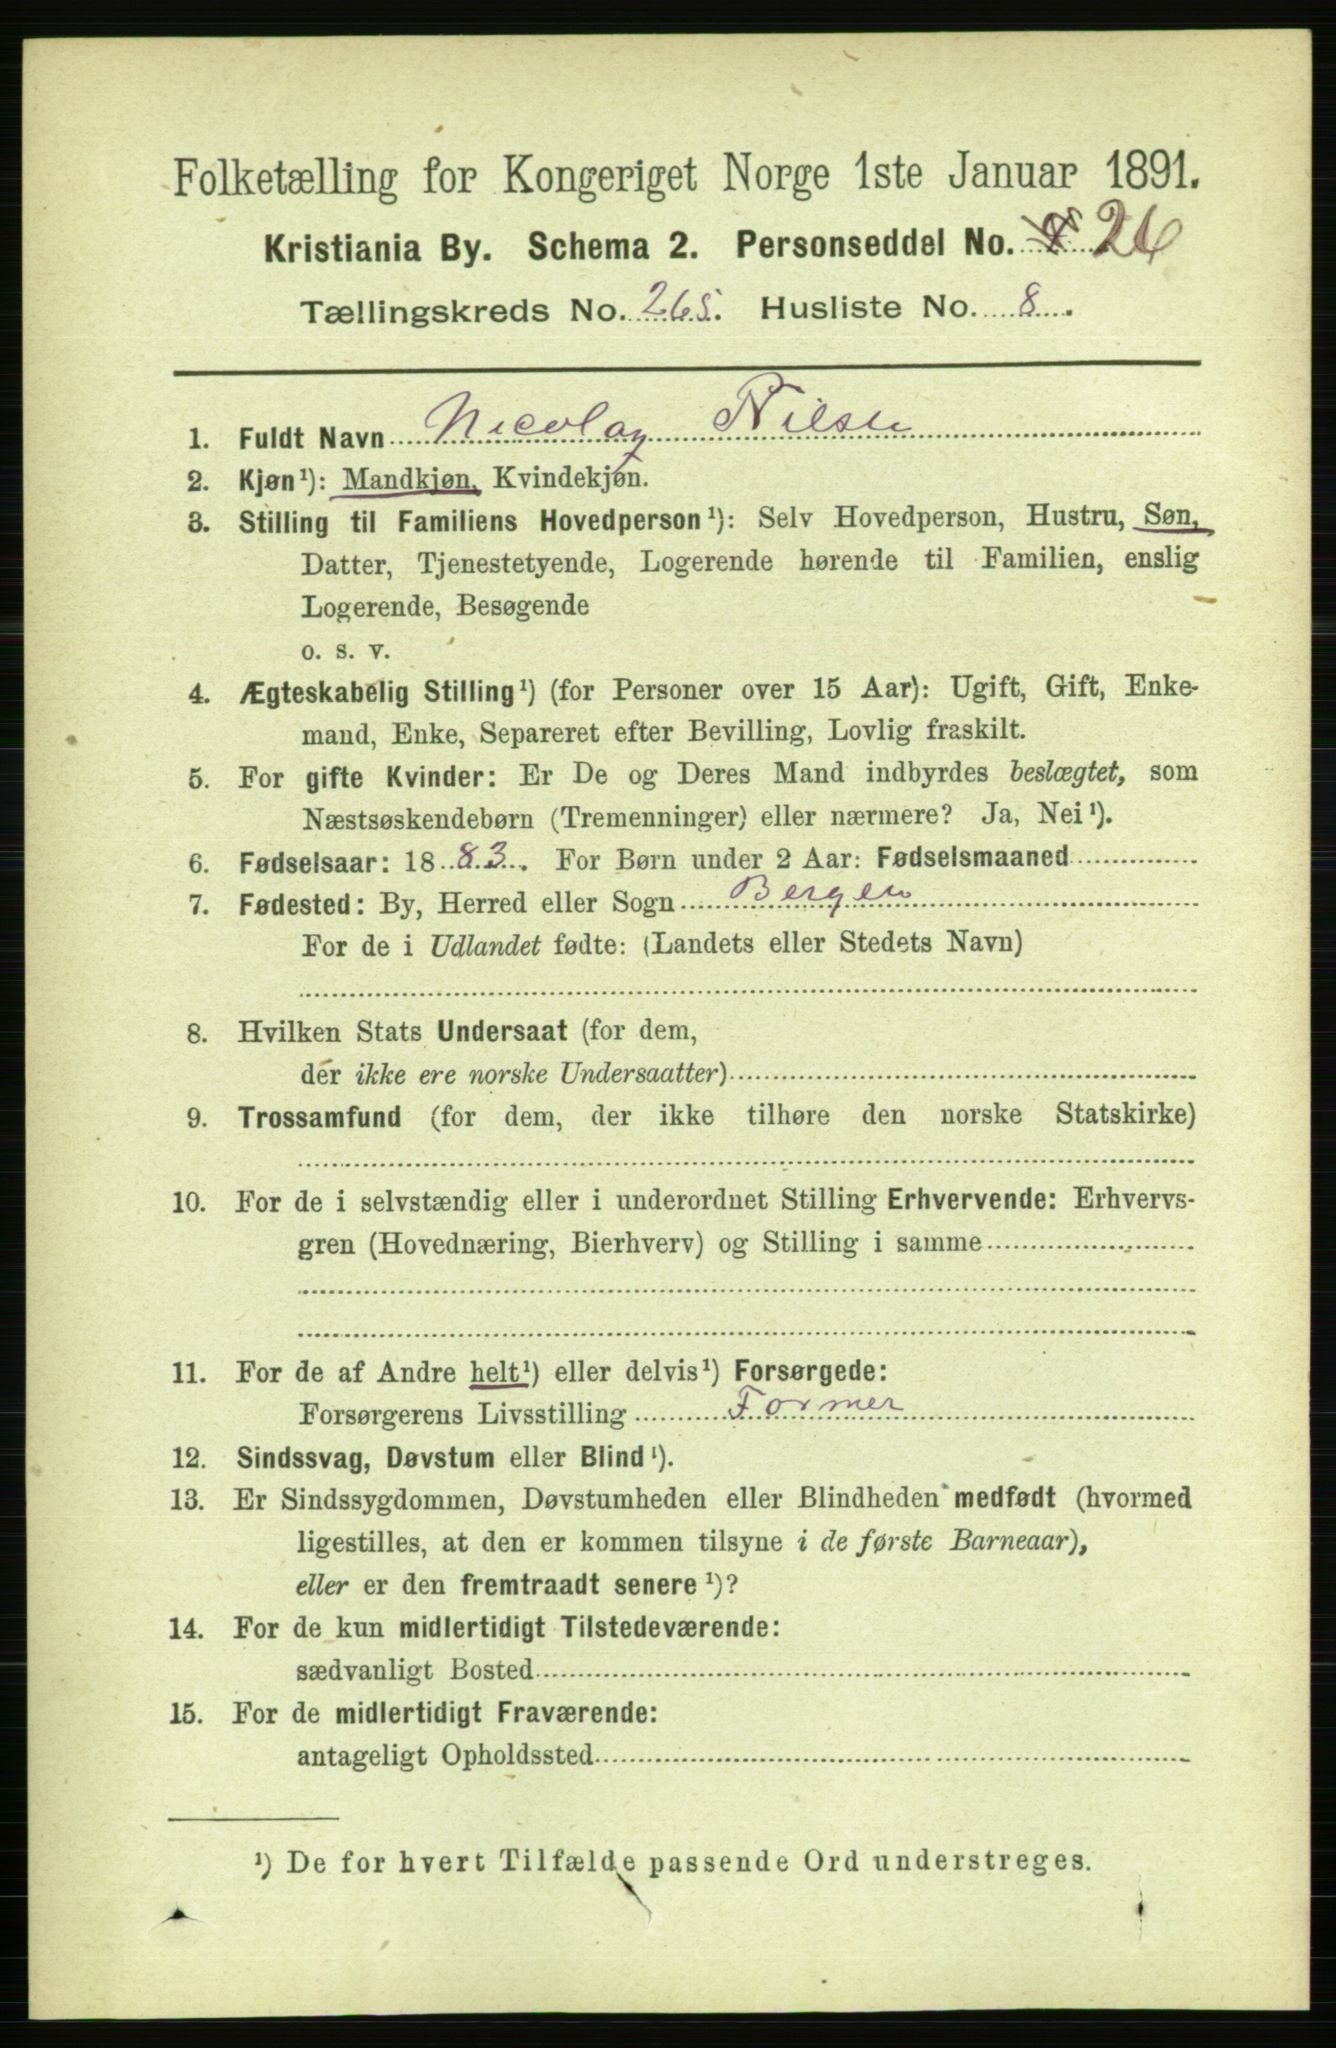 Folketælling for Kongeriget Norge 1ste Januar 1891.
Kristiania By. Schema 2. Personseddel No. 26
Tællingskreds No. 265. Husliste No. 8.
1. Fuldt Navn Nicolay Nilsen
2. Kjøn¹): Mandkjøn, Kvindekjøn.
3. Stilling til Familiens Hovedperson¹): Selv Hovedperson, Hustru, Søn,
Datter, Tjenestetyende, Logerende hørende til Familien, enslig
Logerende, Besøgende
o. s. v.
4. Ægteskabelig Stilling¹) (for Personer over 15 Aar): Ugift, Gift, Enke-
mand, Enke, Separeret efter Bevilling, Lovlig fraskilt.
5. For gifte Kvinder: Er De og Deres Mand indbyrdes beslægtet, som
Næstsøskendebørn (Tremenninger) eller nærmere? Ja, Nei¹).
6. Fødselsaar: 1883. For Børn under 2 Aar: Fødselsmaaned
7. Fødested: By, Herred eller Sogn Bergen
For de i Udlandet fødte: (Landets eller Stedets Navn)
8. Hvilken Stats Undersaat (for dem,
der ikke ere norske Undersaatter)
9. Trossamfund (for dem, der ikke tilhøre den norske Statskirke)
10. For de i selvstændig eller i underordnet Stilling Erhvervende: Erhvervs-
gren (Hovednæring, Bierhverv) og Stilling i samme
11. For de af Andre helt¹) eller delvis¹) Forsørgede:
Forsørgerens Livsstilling Former
12. Sindssvag, Døvstum eller Blind¹).
13. Er Sindssygdommen, Døvstumheden eller Blindheden medfødt (hvormed
ligestilles, at den er kommen tilsyne i de første Barneaar),
eller er den fremtraadt senere¹)?
14. For de kun midlertidigt Tilstedeværende:
sædvanligt Bosted
15. For de midlertidigt Fraværende:
antageligt Opholdssted
¹) De for hvert Tilfælde passende Ord understreges.